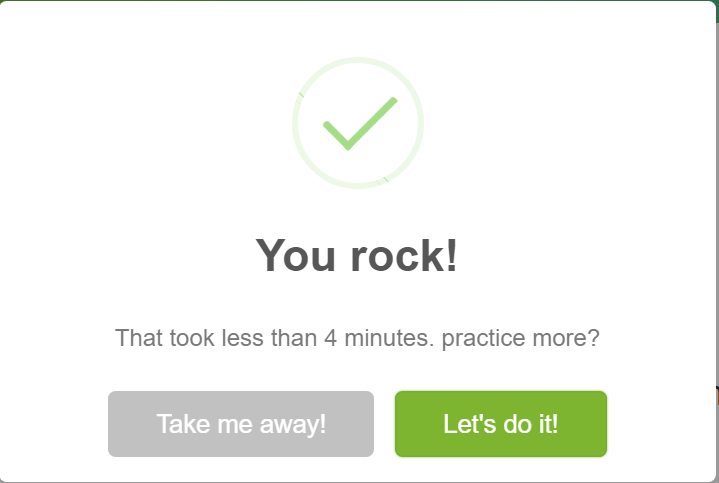 You rock!
That took less than 4 minutes. practice more?
Take me away!
Let's do it!